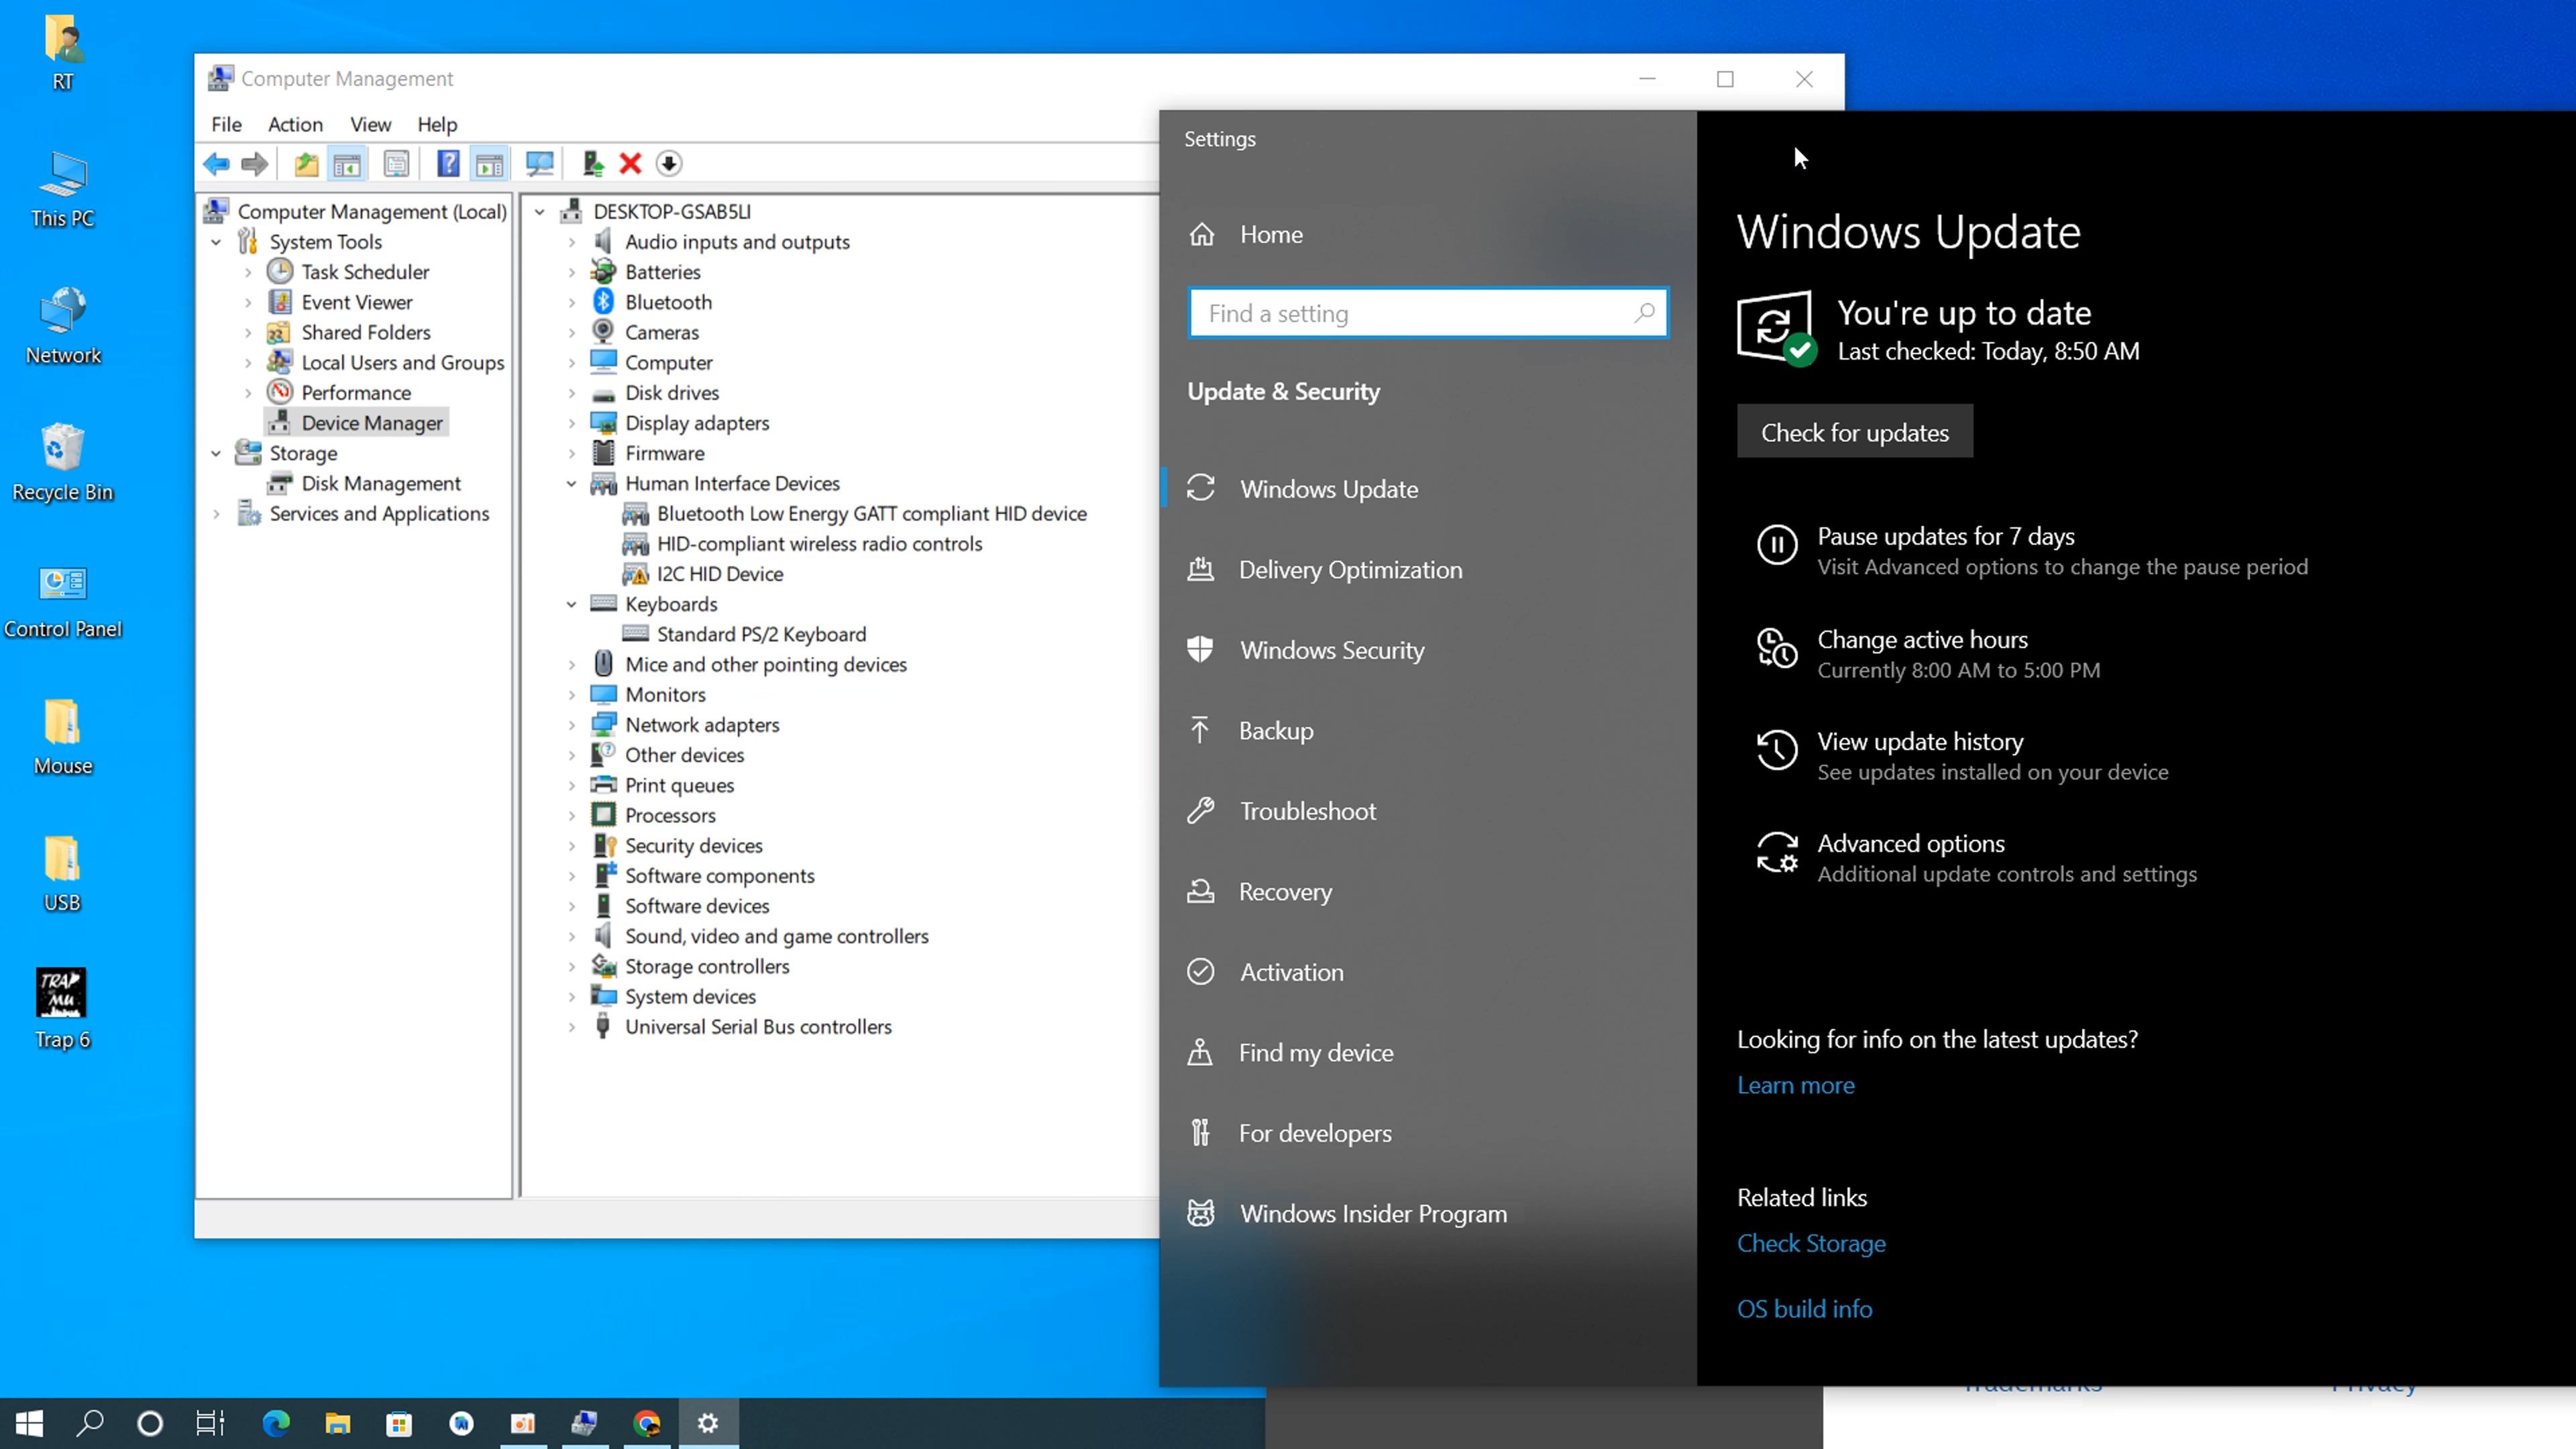 RT
This PC
Network
Recycle Bin
Control Panel
Mouse
USB
TRAP
MU
Trap 6
Computer Management
File Action View Help
Computer Management (Local)
System Tools
Task Scheduler
Event Viewer
Shared Folders
Local Users and Groups
Performance
Device Manager
Storage
Disk Management
Services and Applications
DESKTOP-GSAB5LI
Audio inputs and outputs
Batteries
Bluetooth
Cameras
Computer
Disk drives
Display adapters
Firmware
Human Interface Devices
Bluetooth Low Energy GATT compliant HID device
HID-compliant wireless radio controls
I2C HID Device
Keyboards
Standard PS/2 Keyboard
Mice and other pointing devices
Monitors
Network adapters
Other devices
Print queues
Processors
Security devices
Software components
Software devices
Sound, video and game controllers
Storage controllers
System devices
Universal Serial Bus controllers
Settings
Home
Find a setting
Update & Security
Windows Update
Delivery Optimization
Windows Security
Backup
Troubleshoot
Recovery
Activation
Find my device
For developers
Windows Insider Program
Windows Update
You're up to date
Last checked: Today, 8:50 AM
Check for updates
Pause updates for 7 days
Visit Advanced options to change the pause period
Change active hours
Currently 8:00 AM to 5:00 PM
View update history
See updates installed on your device
Advanced options
Additional update controls and settings
Looking for info on the latest updates?
Learn more
Related links
Check Storage
OS build info
Trademarks
Privacy